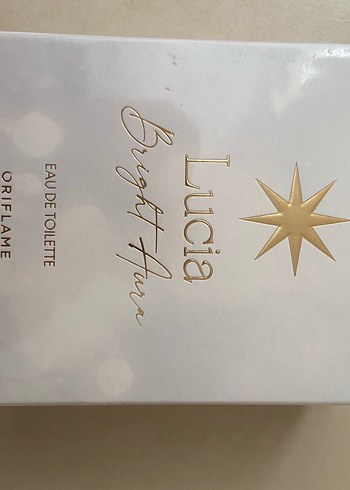 Lucia
Bright Aura
EAU DE TOILETTE
ORIFLAME